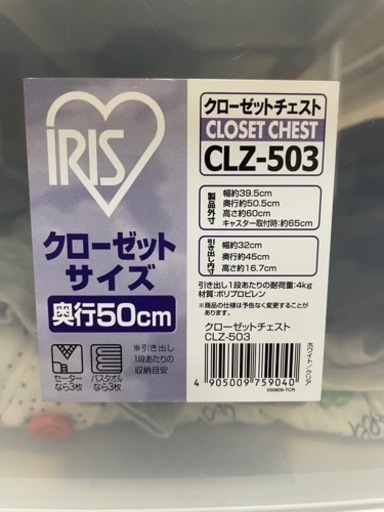 IRIS
クローゼット
サイズ
奥行50cm
セーター
なら3枚
バスタオル
なら3枚
※引き出し
1段あたりの
収納目安
クローゼットチェスト
CLOSET CHEST
CLZ-503
製品外寸
幅約39.5cm
奥行約50.5cm
高さ約60cm
キャスター取付時:約65cm
引き出し内寸
幅約32cm
奥行約45cm
高さ約16.7cm
引き出し1段あたりの耐荷重:4kg
材質:ポリプロピレン
※商品の仕様は予告なく変更することがあります。
クローゼットチェスト
CLZ-503
ホワイト/クリア
4 905009 759040
030809-TCR